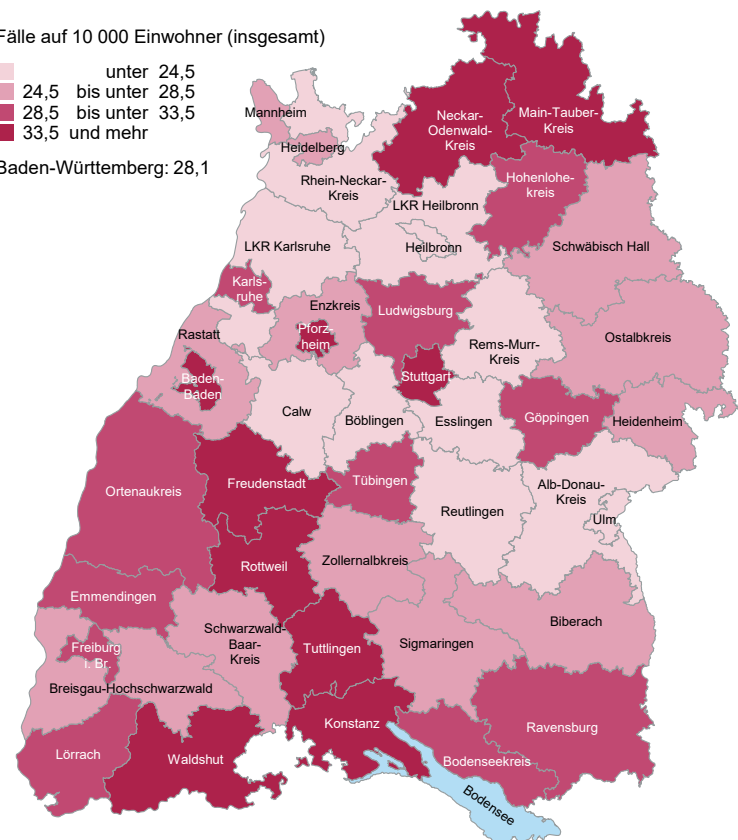 Fälle auf 10 000 Einwohner (insgesamt)
unter 24,5
24,5 bis unter 28,5
28,5 bis unter 33,5
33,5 und mehr
Baden-Württemberg: 28,1
Mannheim
Heidelberg
Rhein-Neckar-
Kreis
Neckar-
Odenwald-
Kreis
Main-Tauber-
Kreis
Hohenlohe-
kreis
LKR Heilbronn
Heilbronn
Schwäbisch Hall
LKR Karlsruhe
Karls-
ruhe
Enzkreis
Pforz-
heim
Ludwigsburg
Rems-Murr-
Kreis
Ostalbkreis
Rastatt
Baden-
Baden
Stuttgart
Calw
Böblingen
Esslingen
Göppingen
Heidenheim
Ortenaukreis
Freudenstadt
Tübingen
Reutlingen
Alb-Donau-
Kreis
Ulm
Rottweil
Zollernalbkreis
Emmendingen
Biberach
Schwarzwald-
Baar-
Kreis
Tuttlingen
Sigmaringen
Freiburg
i. Br.
Breisgau-Hochschwarzwald
Konstanz
Ravensburg
Lörrach
Waldshut
Bodenseekreis
Bodensee